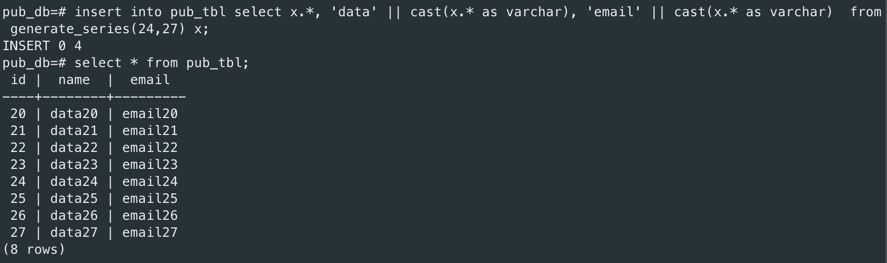 pub_db=# insert into pub_tbl select x.*, 'data' || cast(x.* as varchar), 'email' || cast(x.* as varchar)  from
 generate_series(24,27) x;
INSERT 0 4
pub_db=# select * from pub_tbl;
 id |  name  |  email
----+--------+---------
 20 | data20 | email20
 21 | data21 | email21
 22 | data22 | email22
 23 | data23 | email23
 24 | data24 | email24
 25 | data25 | email25
 26 | data26 | email26
 27 | data27 | email27
(8 rows)